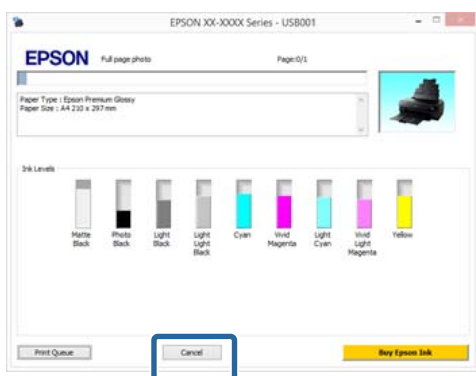 EPSON XX-XXXX Series - USB001
EPSON Full page photo Page:0/1
Paper Type : Epson Premium Glossy
Paper Size : A4 210 x 297 mm
Ink Levels
Matte Black
Photo Black
Light Black
Light Light Black
Cyan
Vivid Magenta
Light Cyan
Vivid Light Magenta
Yellow
Print Queue
Cancel
Buy Epson Ink